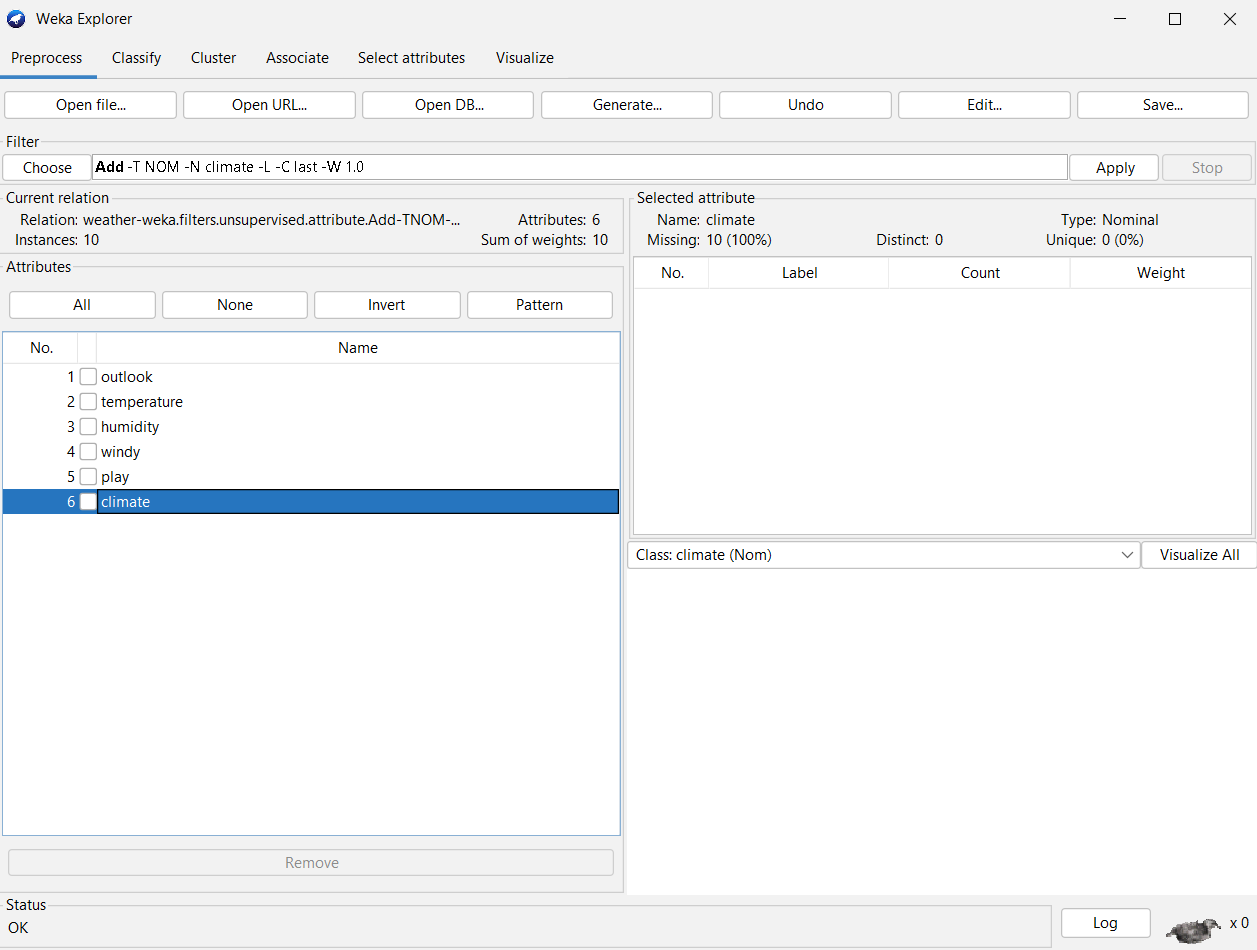 Weka Explorer
Preprocess Classify Cluster Associate Select attributes Visualize
Open file... Open URL... Open DB... Generate... Undo Edit... Save...
Filter
Choose Add -T NOM -N climate -L -C last -W 1.0 Apply Stop
Current relation
Relation: weather-weka.filters.unsupervised.attribute.Add-TNOM-... Attributes: 6
Instances: 10 Sum of weights: 10
Attributes
All None Invert Pattern
No. Name
1 outlook
2 temperature
3 humidity
4 windy
5 play
6 climate
Remove
Selected attribute
Name: climate Type: Nominal
Missing: 10 (100%) Distinct: 0 Unique: 0 (0%)
No. Label Count Weight
Class: climate (Nom) Visualize All
Status
OK
Log x 0